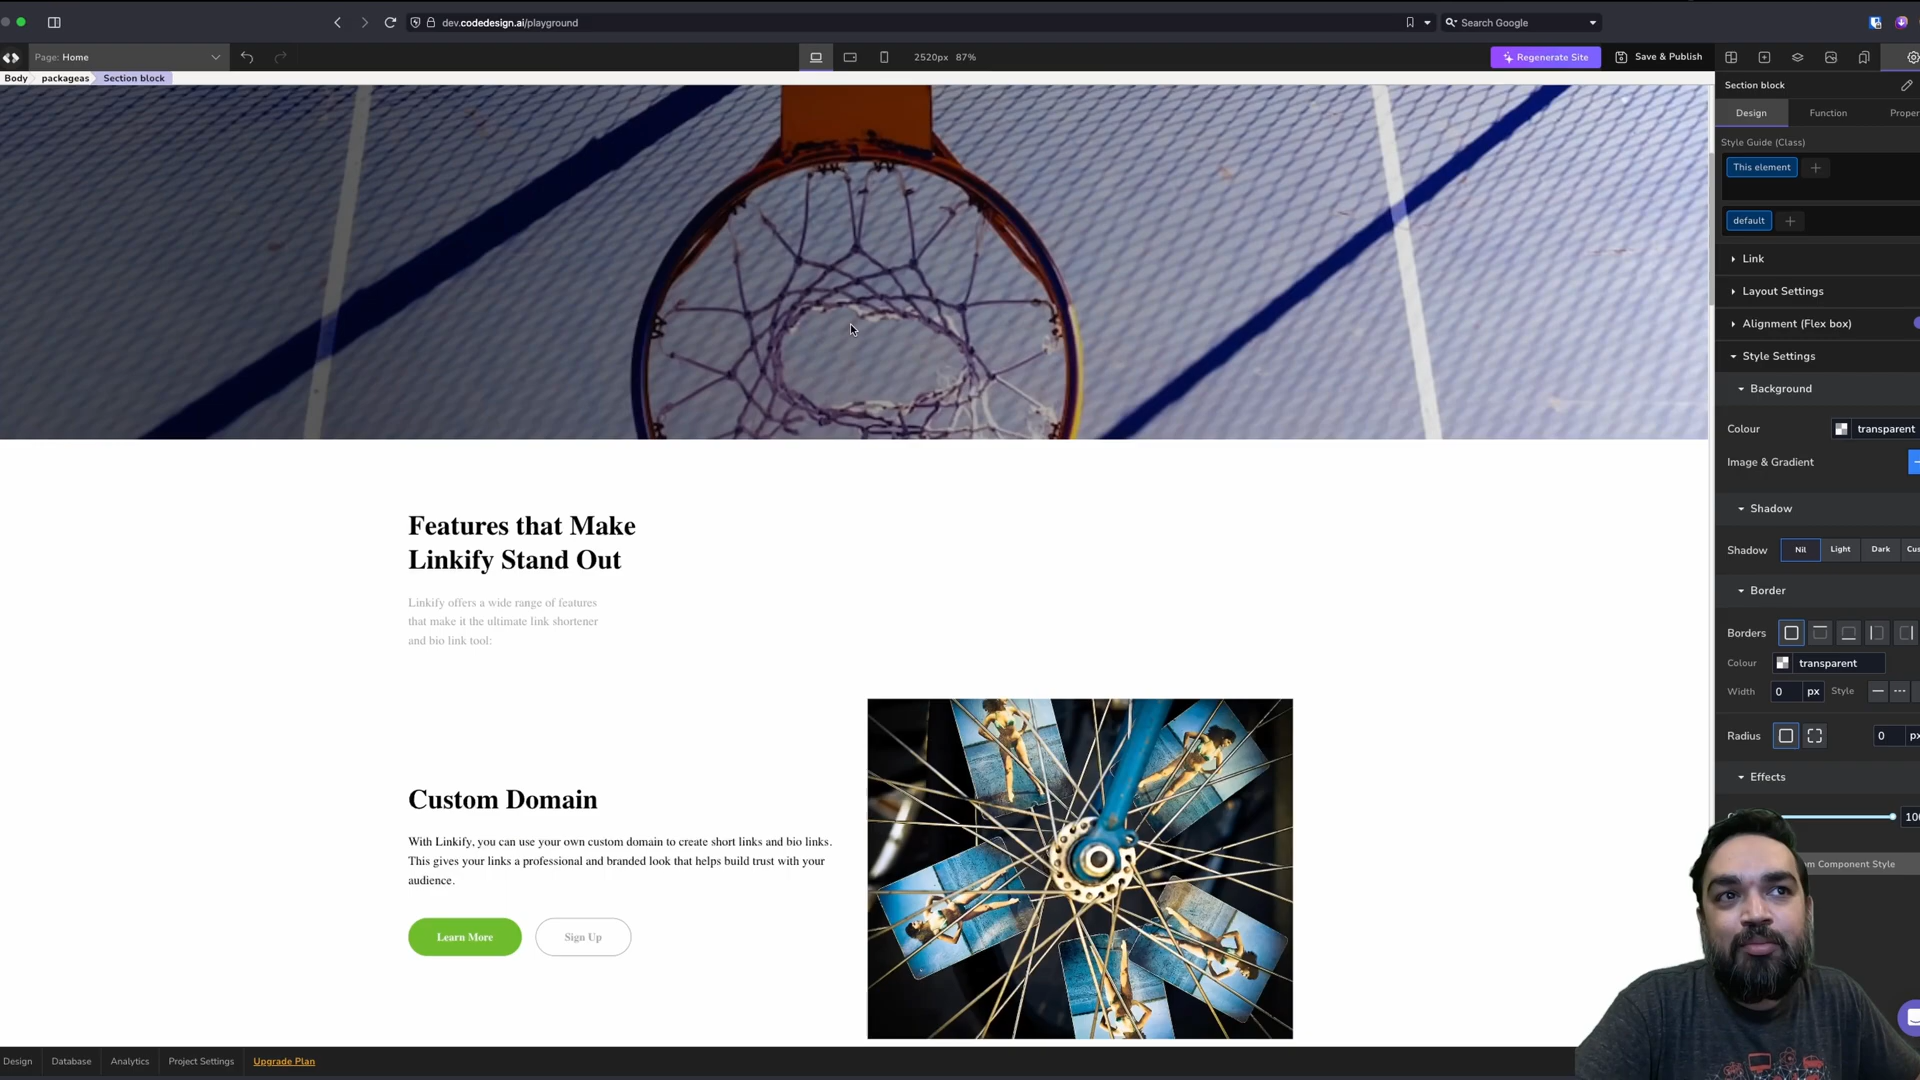 dev.codedesign.ai/playground
Search Google
Page: Home
2520px 87%
Regenerate Site
Save & Publish
Body
packageas
Section block
Section block
Design
Function
Proper
Style Guide (Class)
This element
default
Link
Layout Settings
Alignment (Flex box)
Style Settings
Background
Colour
transparent
Image & Gradient
Shadow
Shadow
Nil
Light
Dark
Cus
Border
Borders
Colour
transparent
Width
0
px
Style
Radius
0
px
Effects
100
m Component Style
Features that Make
Linkify Stand Out
Linkify offers a wide range of features
that make it the ultimate link shortener
and bio link tool:
Custom Domain
With Linkify, you can use your own custom domain to create short links and bio links.
This gives your links a professional and branded look that helps build trust with your
audience.
Learn More
Sign Up
Design
Database
Analytics
Project Settings
Upgrade Plan